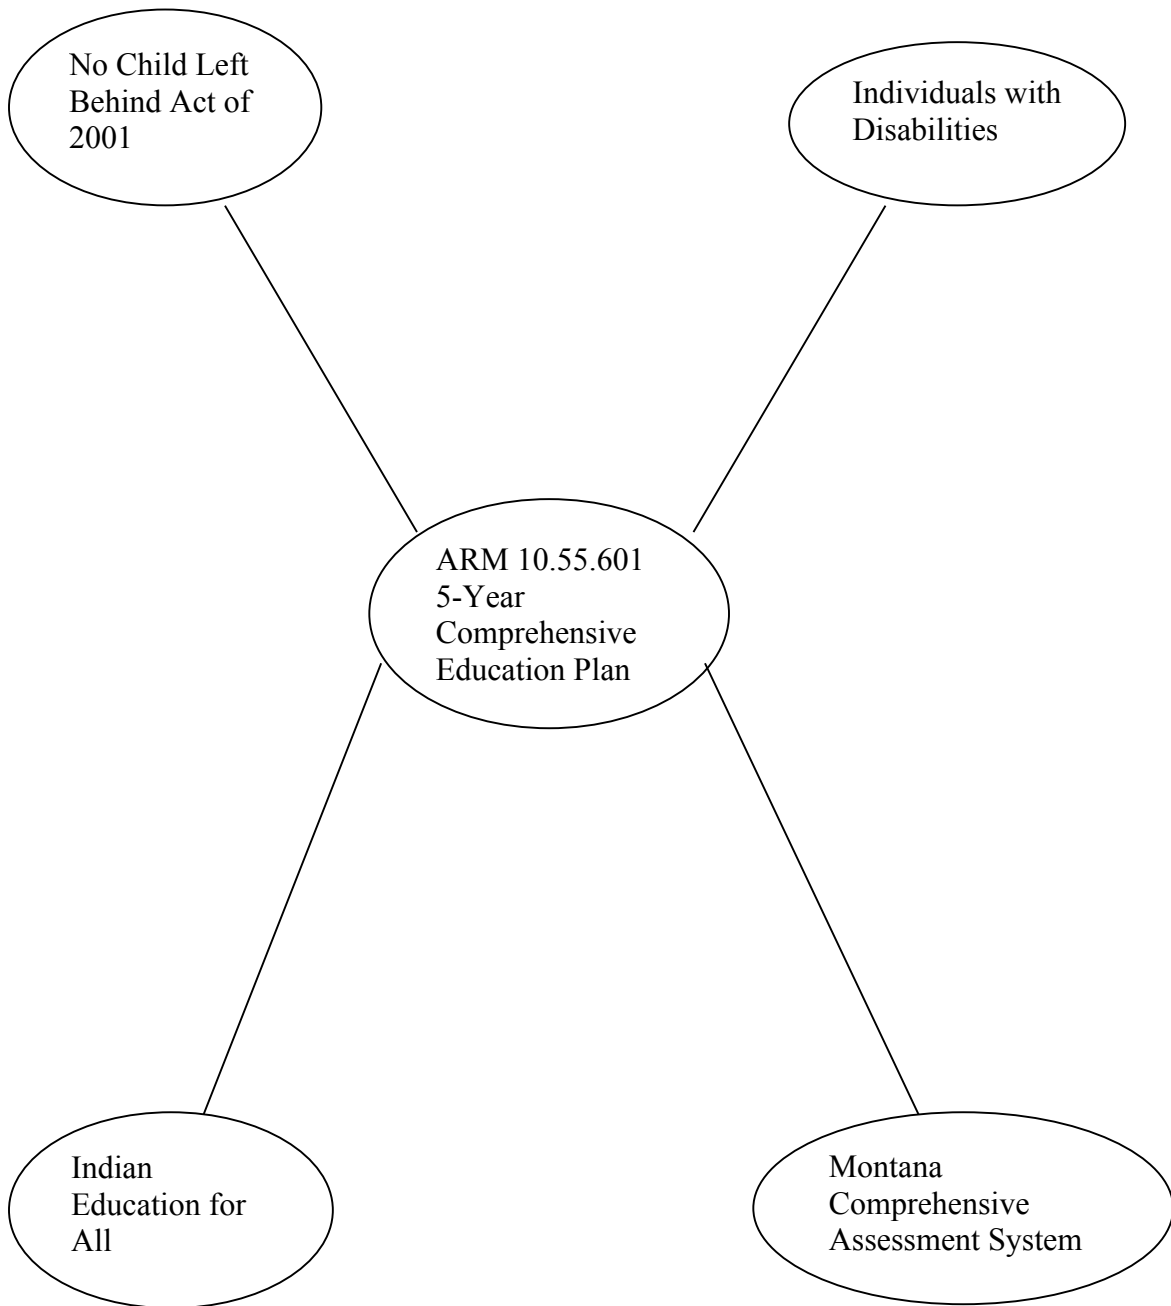 No Child Left
Behind Act of
2001
Individuals with
Disabilities
ARM 10.55.601
5-Year
Comprehensive
Education Plan
Indian
Education for
All
Montana
Comprehensive
Assessment System